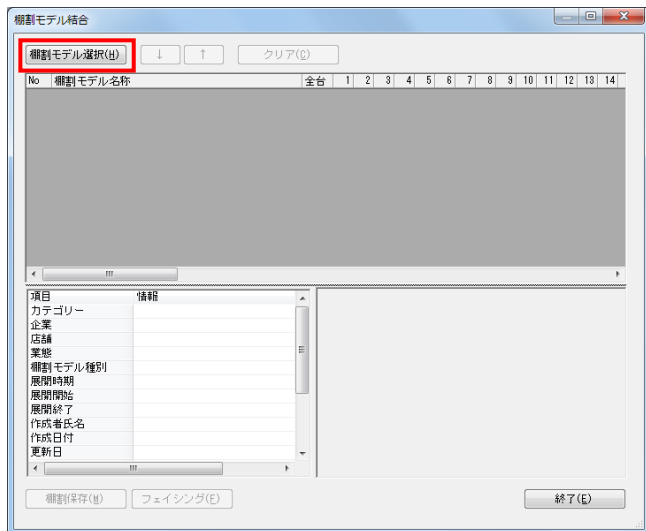 棚割モデル結合
棚割モデル選択(H) ↓ ↑ クリア(C)
No 棚割モデル名称 全台 1 2 3 4 5 6 7 8 9 10 11 12 13 14
項目 情報
カテゴリー
企業
店舗
業態
棚割モデル種別
展開時期
展開開始
展開終了
作成者氏名
作成日付
更新日
棚割保存(M) フェイシング(F) 終了(E)